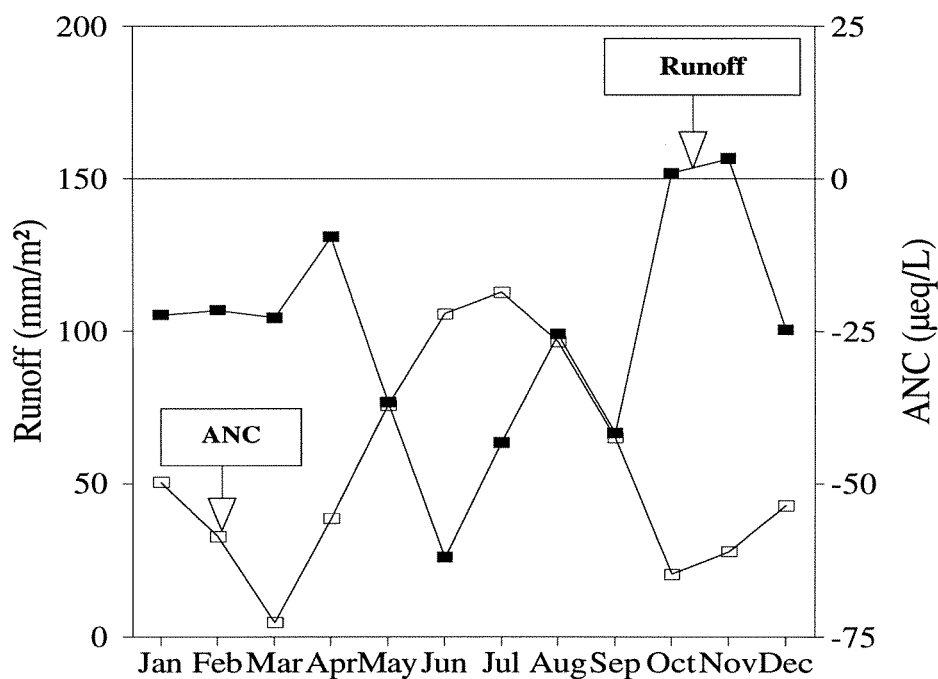 200
150
100
50
0
Runoff (mm/m²)
25
0
-25
-50
-75
ANC (µeq/L)
Runoff
ANC
Jan Feb Mar Apr May Jun Jul Aug Sep Oct Nov Dec